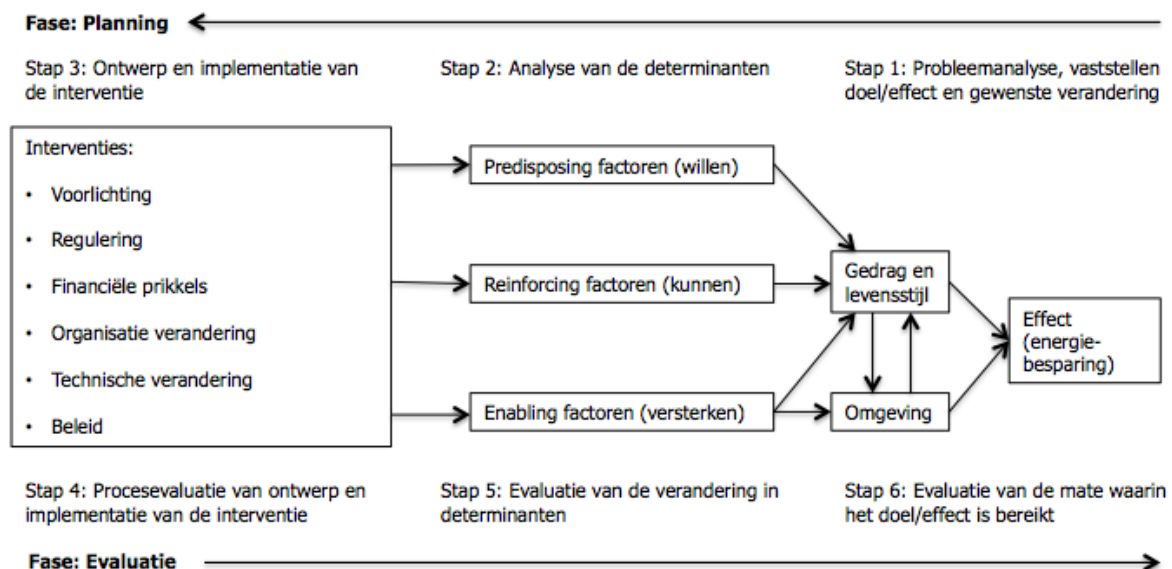 Fase: Planning
Stap 3: Ontwerp en implementatie van
de interventie
Stap 2: Analyse van de determinanten
Stap 1: Probleemanalyse, vaststellen
doel/effect en gewenste verandering
Interventies:
• Voorlichting
• Regulering
• Financiële prikkels
• Organisatie verandering
• Technische verandering
• Beleid
Predisposing factoren (willen)
Reinforcing factoren (kunnen)
Enabling factoren (versterken)
Gedrag en
levensstijl
Omgeving
Effect
(energie-
besparing)
Stap 4: Procesevaluatie van ontwerp en
implementatie van de interventie
Stap 5: Evaluatie van de verandering in
determinanten
Stap 6: Evaluatie van de mate waarin
het doel/effect is bereikt
Fase: Evaluatie